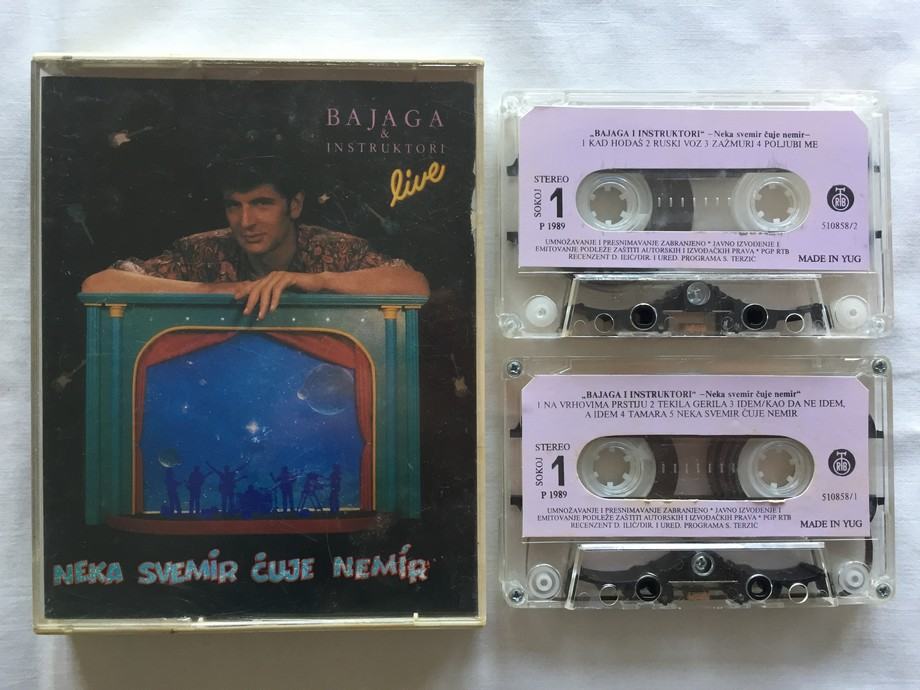 BAJAGA
&
INSTRUKTORI
live
NEKA SVEMIR ČUJE NEMIR
„BAJAGA I INSTRUKTORI“ –Neka svemir čuje nemir–
1 KAD HODAŠ 2 RUSKI VOZ 3 ZAŽMURI 4 POLJUBI ME
STEREO
SOKOJ
1
P 1989
RTB
510858/2
UMNOŽAVANJE I PRESNIMAVANJE ZABRANJENO * JAVNO IZVOĐENJE I
EMITOVANJE PODLEŽE ZAŠTITI AUTORSKIH I IZVOĐAČKIH PRAVA * PGP RTB
RECENZENT D. ILIĆ/DIR. I URED. PROGRAMA S. TERZIĆ
MADE IN YUG
„BAJAGA I INSTRUKTORI“ –Neka svemir čuje nemir“
1 NA VRHOVIMA PRSTIJU 2 TEKILA GERILA 3 IDEM/KAO DA NE IDEM,
A IDEM 4 TAMARA 5 NEKA SVEMIR ČUJE NEMIR
STEREO
SOKOJ
1
P 1989
RTB
510858/1
UMNOŽAVANJE I PRESNIMAVANJE ZABRANJENO * JAVNO IZVOĐENJE I
EMITOVANJE PODLEŽE ZAŠTITI AUTORSKIH I IZVOĐAČKIH PRAVA * PGP RTB
RECENZENT D. ILIĆ/DIR. I URED. PROGRAMA S. TERZIĆ
MADE IN YUG